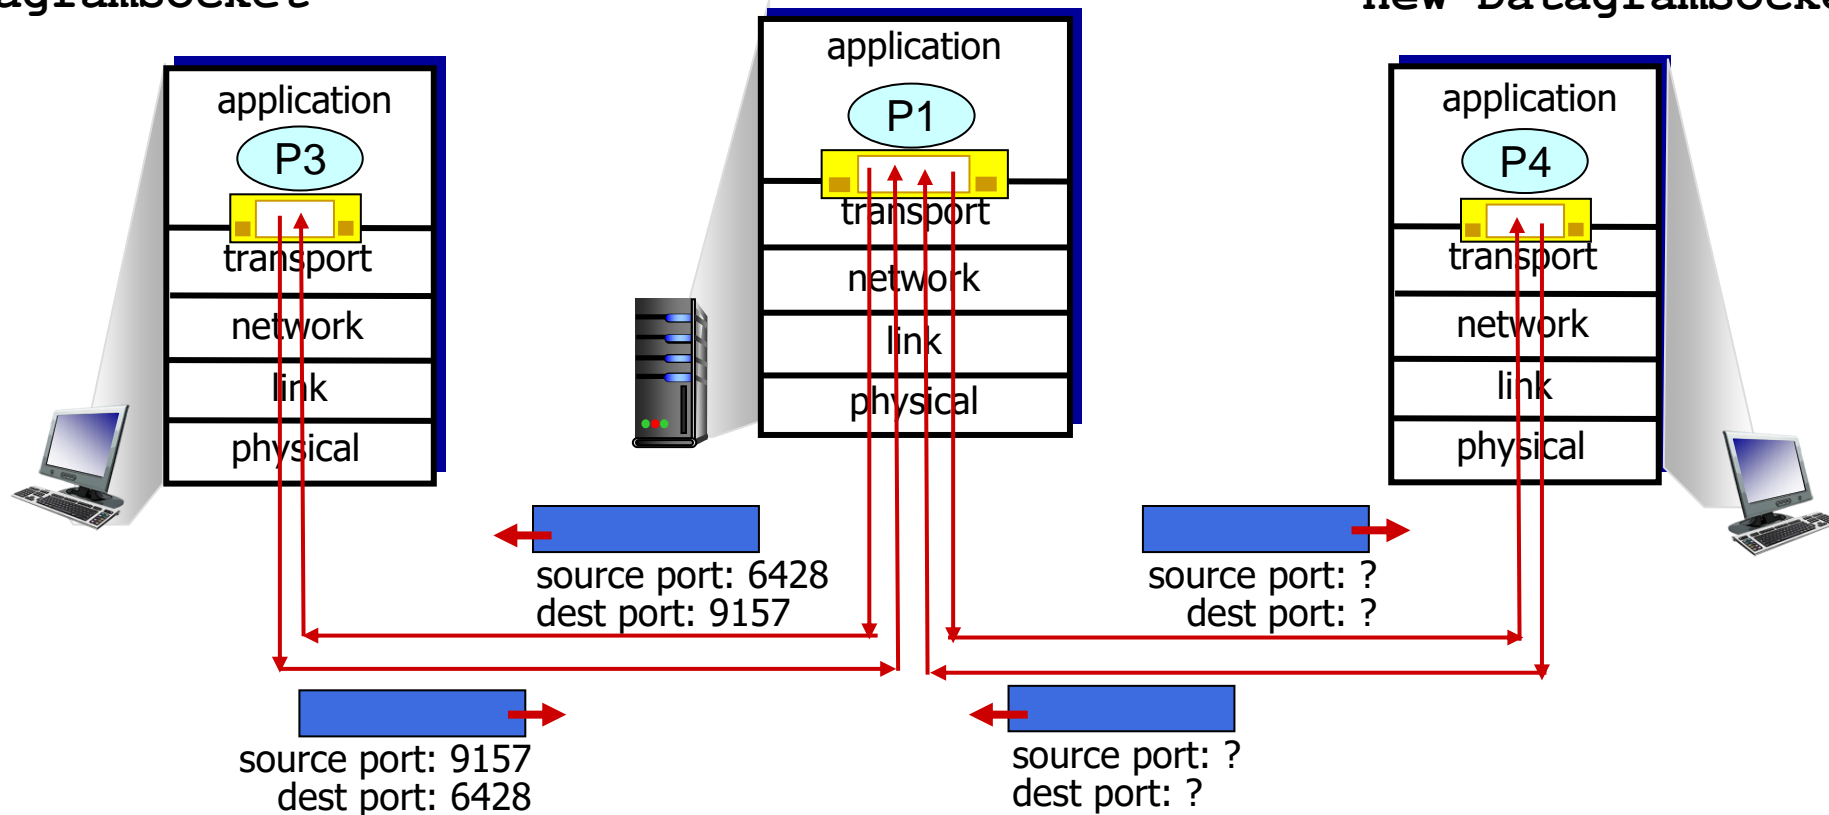 application
P3
transport
network
link
physical
application
P1
transport
network
link
physical
application
P4
transport
network
link
physical
source port: 6428
dest port: 9157
source port: ?
dest port: ?
source port: 9157
dest port: 6428
source port: ?
dest port: ?